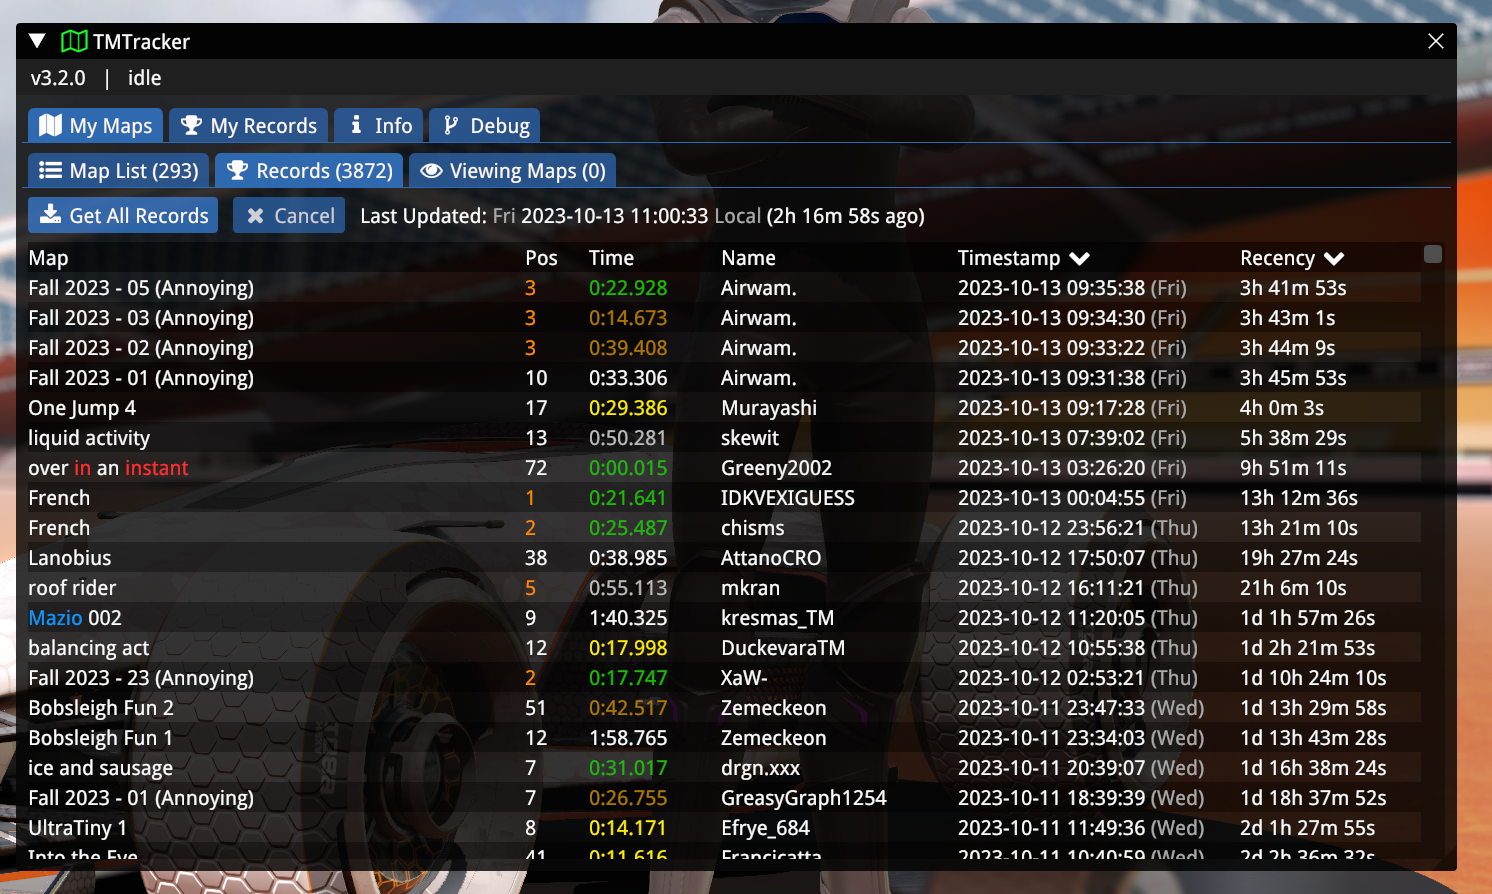 TMTracker
v3.2.0 | idle
My Maps My Records Info Debug
Map List (293) Records (3872) Viewing Maps (0)
Get All Records Cancel Last Updated: Fri 2023-10-13 11:00:33 Local (2h 16m 58s ago)
Map Pos Time Name Timestamp Recency
Fall 2023 - 05 (Annoying) 3 0:22.928 Airwam. 2023-10-13 09:35:38 (Fri) 3h 41m 53s
Fall 2023 - 03 (Annoying) 3 0:14.673 Airwam. 2023-10-13 09:34:30 (Fri) 3h 43m 1s
Fall 2023 - 02 (Annoying) 3 0:39.408 Airwam. 2023-10-13 09:33:22 (Fri) 3h 44m 9s
Fall 2023 - 01 (Annoying) 10 0:33.306 Airwam. 2023-10-13 09:31:38 (Fri) 3h 45m 53s
One Jump 4 17 0:29.386 Murayashi 2023-10-13 09:17:28 (Fri) 4h 0m 3s
liquid activity 13 0:50.281 skewit 2023-10-13 07:39:02 (Fri) 5h 38m 29s
over in an instant 72 0:00.015 Greeny2002 2023-10-13 03:26:20 (Fri) 9h 51m 11s
French 1 0:21.641 IDKVEXIGUESS 2023-10-13 00:04:55 (Fri) 13h 12m 36s
French 2 0:25.487 chisms 2023-10-12 23:56:21 (Thu) 13h 21m 10s
Lanobius 38 0:38.985 AttanoCRO 2023-10-12 17:50:07 (Thu) 19h 27m 24s
roof rider 5 0:55.113 mkran 2023-10-12 16:11:21 (Thu) 21h 6m 10s
Mazio 002 9 1:40.325 kresmas_TM 2023-10-12 11:20:05 (Thu) 1d 1h 57m 26s
balancing act 12 0:17.998 DuckevaraTM 2023-10-12 10:55:38 (Thu) 1d 2h 21m 53s
Fall 2023 - 23 (Annoying) 2 0:17.747 XaW- 2023-10-12 02:53:21 (Thu) 1d 10h 24m 10s
Bobsleigh Fun 2 51 0:42.517 Zemeckeon 2023-10-11 23:47:33 (Wed) 1d 13h 29m 58s
Bobsleigh Fun 1 12 1:58.765 Zemeckeon 2023-10-11 23:34:03 (Wed) 1d 13h 43m 28s
ice and sausage 7 0:31.017 drgn.xxx 2023-10-11 20:39:07 (Wed) 1d 16h 38m 24s
Fall 2023 - 01 (Annoying) 7 0:26.755 GreasyGraph1254 2023-10-11 18:39:39 (Wed) 1d 18h 37m 52s
UltraTiny 1 8 0:14.171 Efrye_684 2023-10-11 11:49:36 (Wed) 2d 1h 27m 55s
Into the Eye 41 0:11.616 2023-10-11 10:40:59 (Wed) 2d 2h 36m 32s